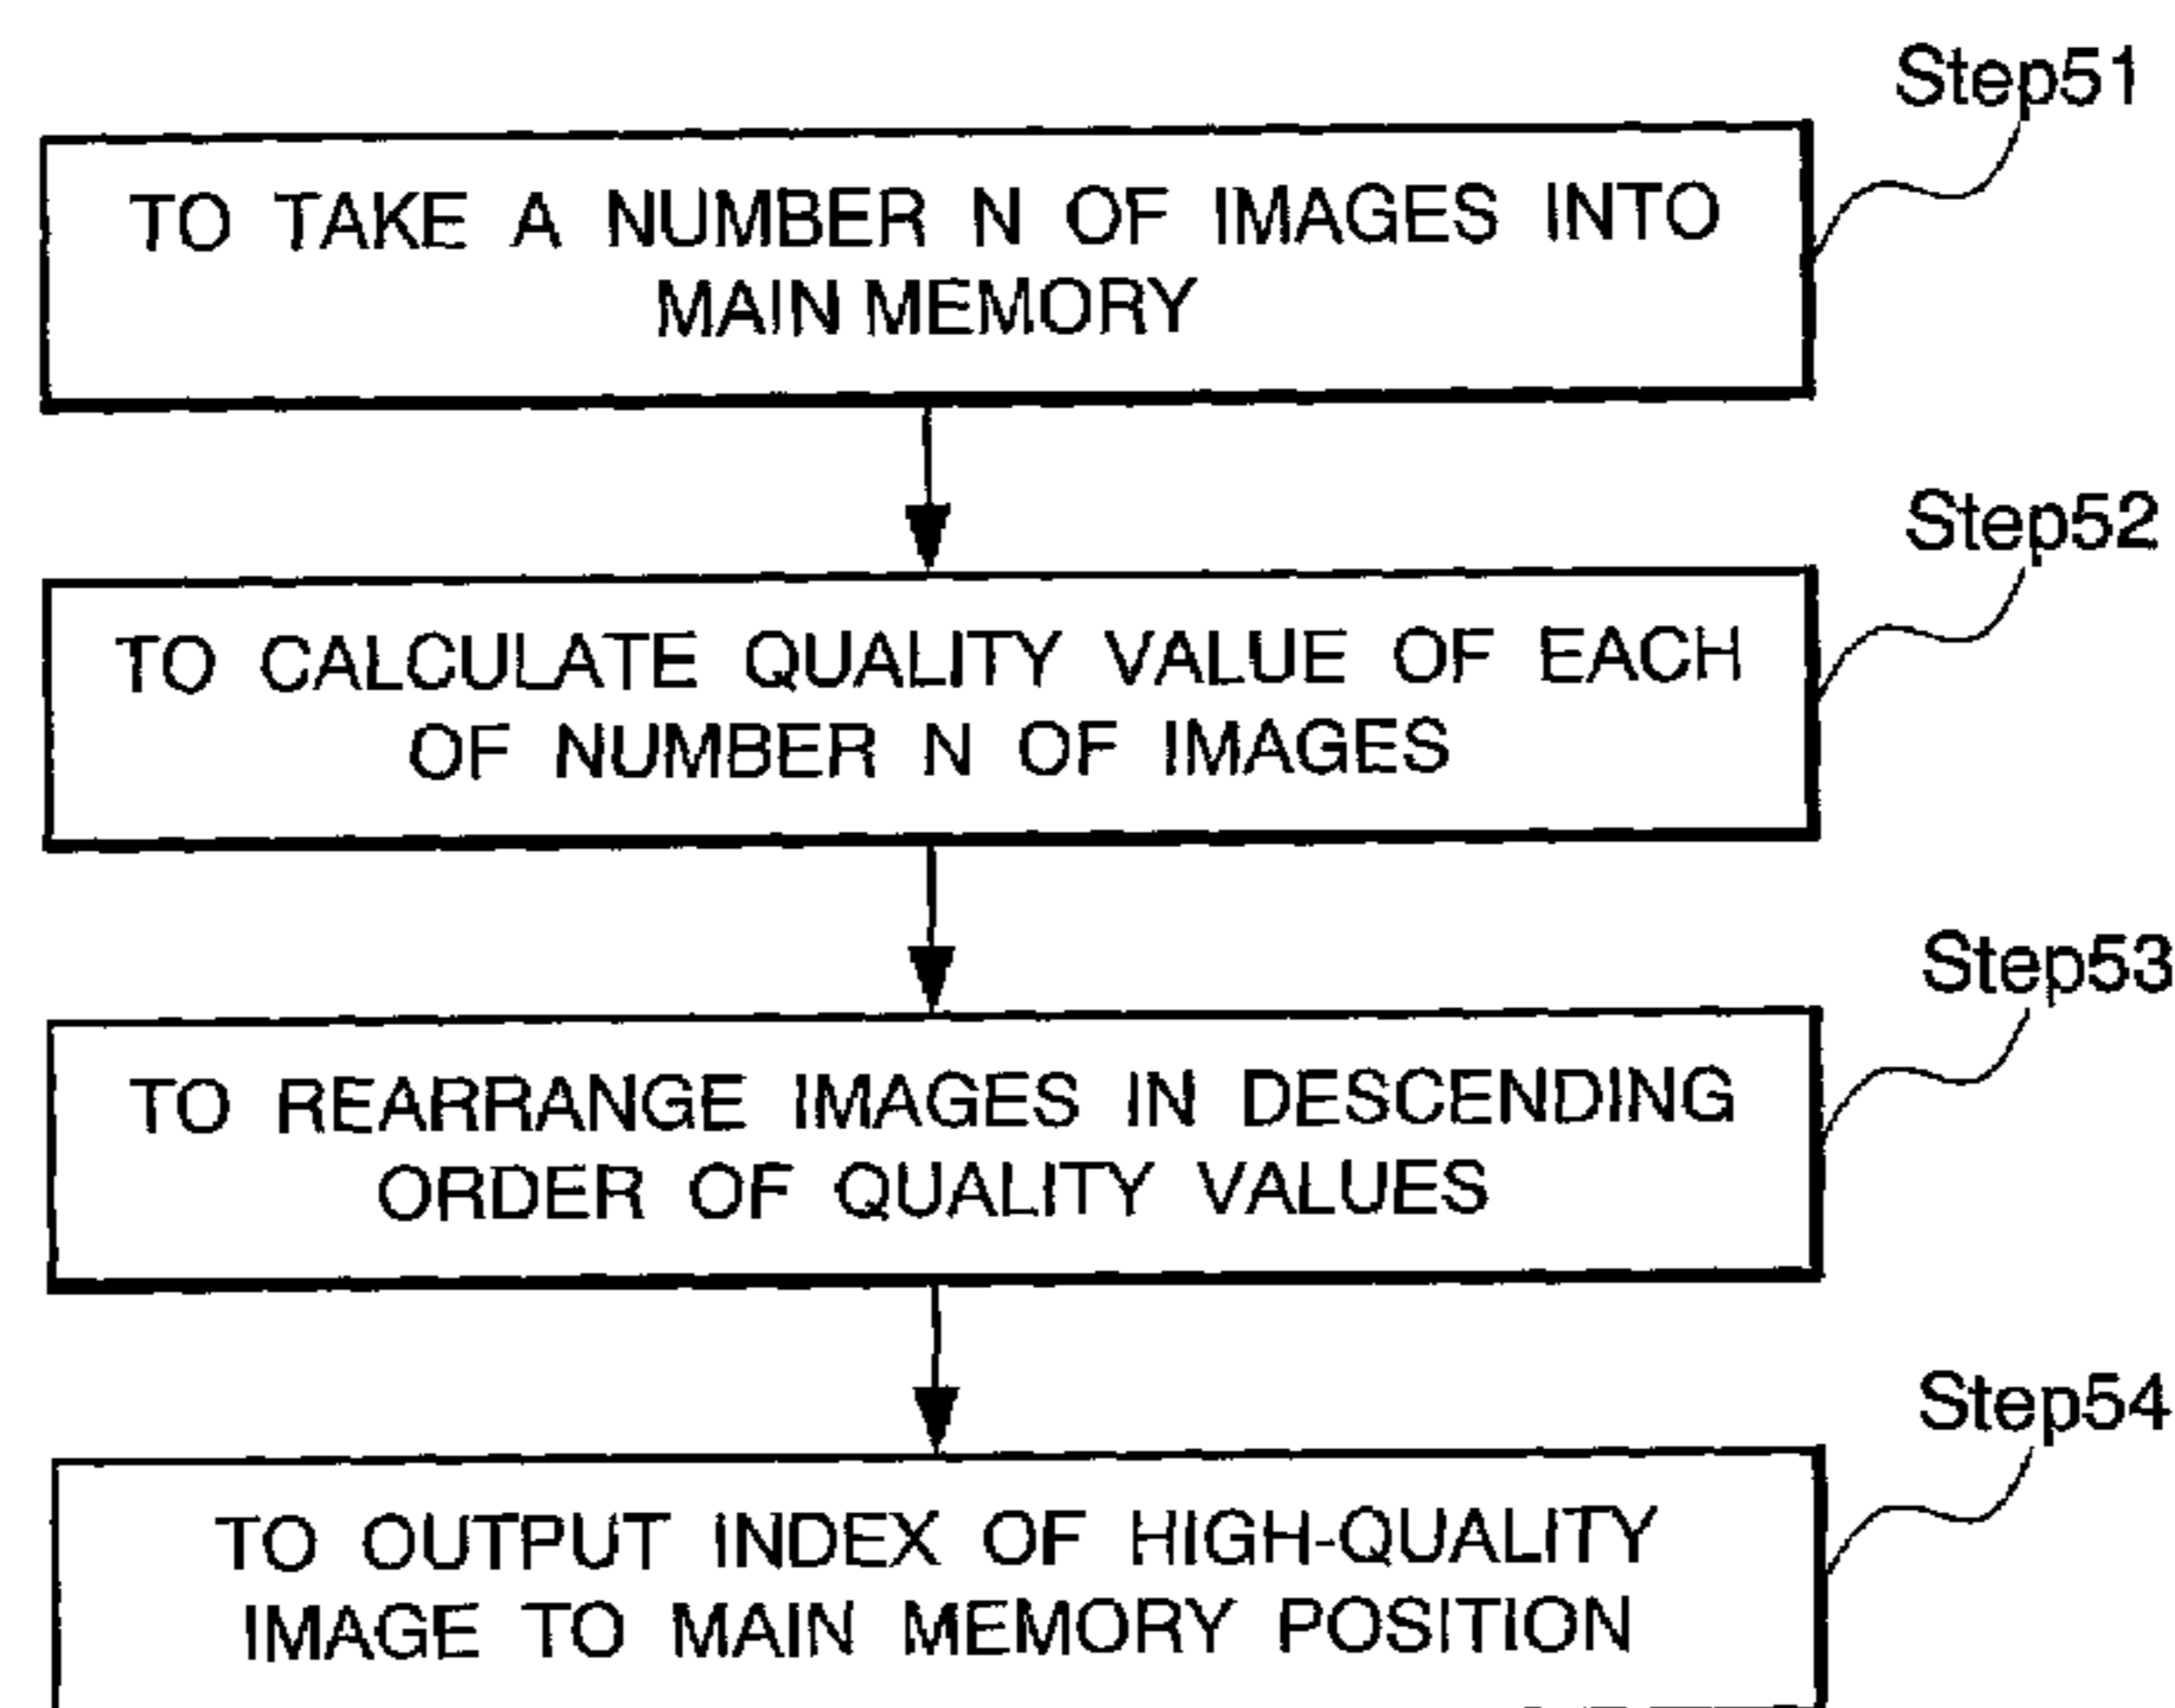 Step51
TO TAKE A NUMBER N OF IMAGES INTO
MAIN MEMORY
Step52
TO CALCULATE QUALITY VALUE OF EACH
OF NUMBER N OF IMAGES
Step53
TO REARRANGE IMAGES IN DESCENDING
ORDER OF QUALITY VALUES
Step54
TO OUTPUT INDEX OF HIGH-QUALITY
IMAGE TO MAIN MEMORY POSITION